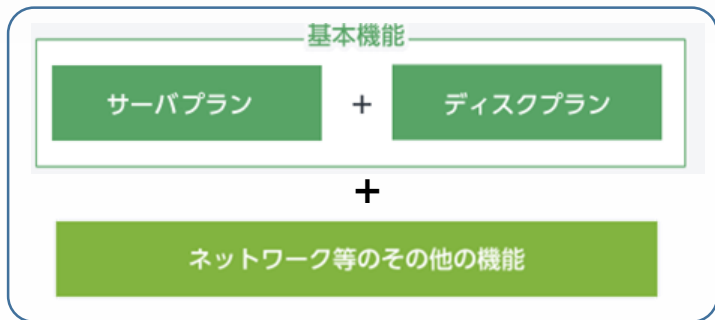 基本機能
サーバプラン + ディスクプラン
+
ネットワーク等のその他の機能